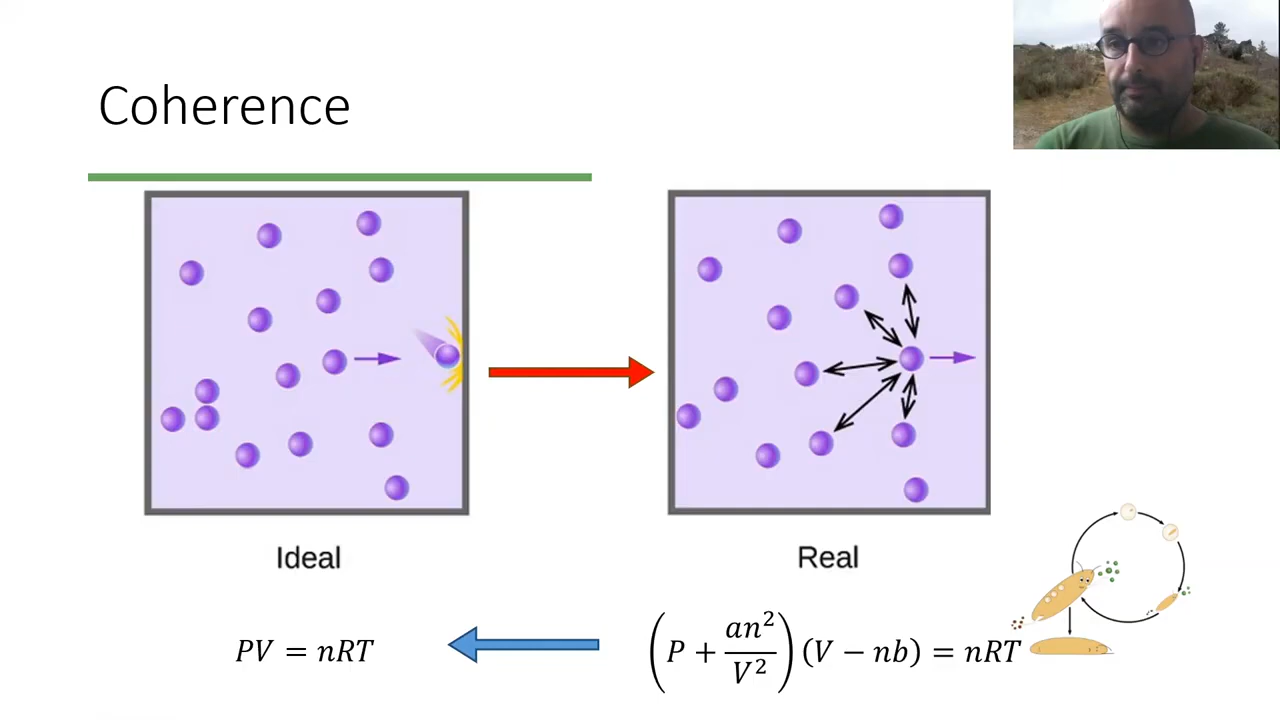 Coherence
Ideal
Real
PV = nRT
(P + an²/V²)(V − nb) = nRT